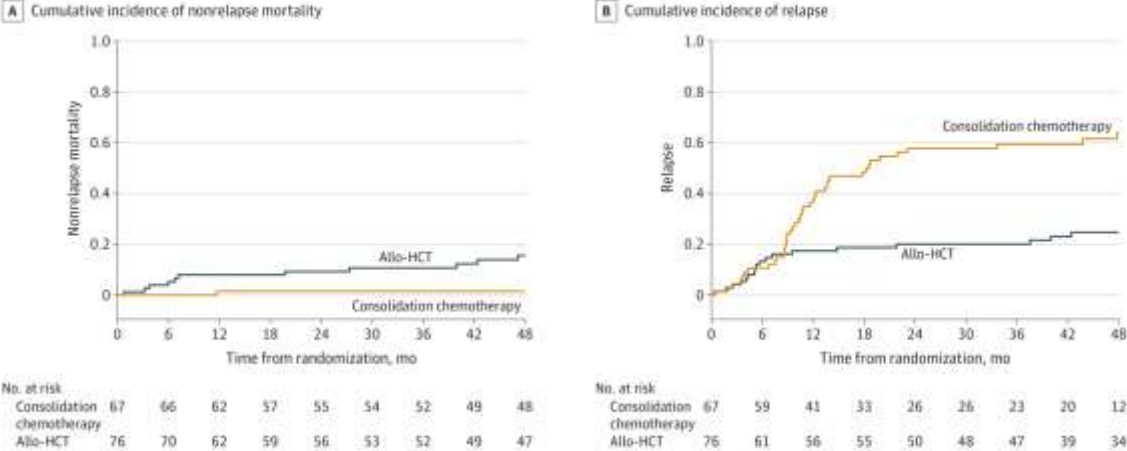 A Cumulative incidence of nonrelapse mortality
1.0
0.8
0.6
0.4
0.2
0
Nonrelapse mortality
Allo-HCT
Consolidation chemotherapy
0 6 12 18 24 30 36 42 48
Time from randomization, mo
No. at risk
Consolidation chemotherapy 67 66 62 57 55 54 52 49 48
Allo-HCT 76 70 62 59 56 53 52 49 47
B Cumulative incidence of relapse
1.0
0.8
0.6
0.4
0.2
0
Relapse
Consolidation chemotherapy
Allo-HCT
0 6 12 18 24 30 36 42 48
Time from randomization, mo
No. at risk
Consolidation chemotherapy 67 59 41 33 26 26 23 20 12
Allo-HCT 76 61 56 55 50 48 47 39 34